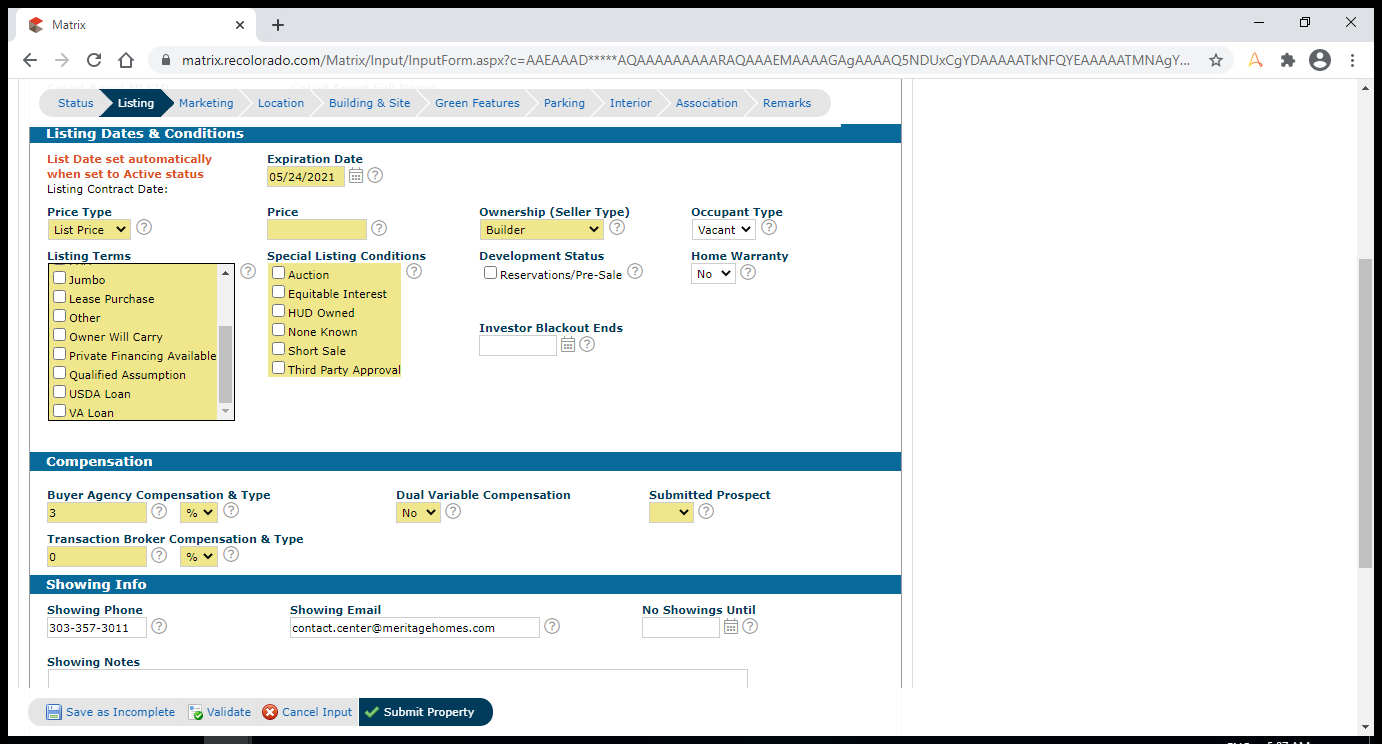 Matrix
matrix.recolorado.com/Matrix/Input/InputForm.aspx?c=AAEAAAD*****AQAAAAAAAAARAQAAAEMAAAAGAgAAAAQ5NDUxCgYDAAAAATkNFQYEAAAAATMNAgY...
Status Listing Marketing Location Building & Site Green Features Parking Interior Association Remarks
Listing Dates & Conditions
List Date set automatically Expiration Date
when set to Active status 05/24/2021 ?
Listing Contract Date:
Price Type Price Ownership (Seller Type) Occupant Type
List Price ? ? Builder ? Vacant ?
Listing Terms Special Listing Conditions Development Status Home Warranty
? Auction ? Reservations/Pre-Sale ? No ?
Jumbo Equitable Interest
Lease Purchase HUD Owned
Other None Known Investor Blackout Ends
Owner Will Carry Short Sale ?
Private Financing Available Third Party Approval
Qualified Assumption
USDA Loan
VA Loan
Compensation
Buyer Agency Compensation & Type Dual Variable Compensation Submitted Prospect
3 ? % ? No ? ?
Transaction Broker Compensation & Type
0 ? % ?
Showing Info
Showing Phone Showing Email No Showings Until
303-357-3011 ? contact.center@meritagehomes.com ? ?
Showing Notes
Save as Incomplete Validate Cancel Input Submit Property